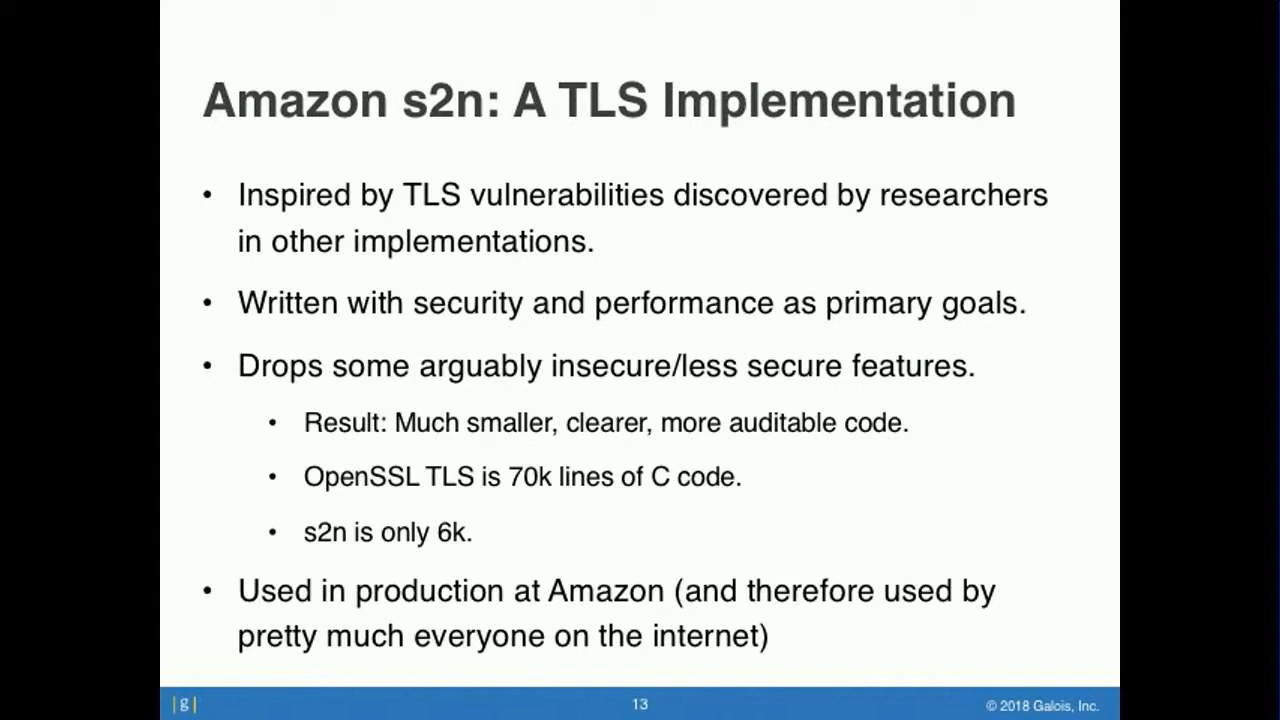 Amazon s2n: A TLS Implementation
• Inspired by TLS vulnerabilities discovered by researchers
in other implementations.
• Written with security and performance as primary goals.
• Drops some arguably insecure/less secure features.
• Result: Much smaller, clearer, more auditable code.
• OpenSSL TLS is 70k lines of C code.
• s2n is only 6k.
• Used in production at Amazon (and therefore used by
pretty much everyone on the internet)
|g|
13
© 2018 Galois, Inc.